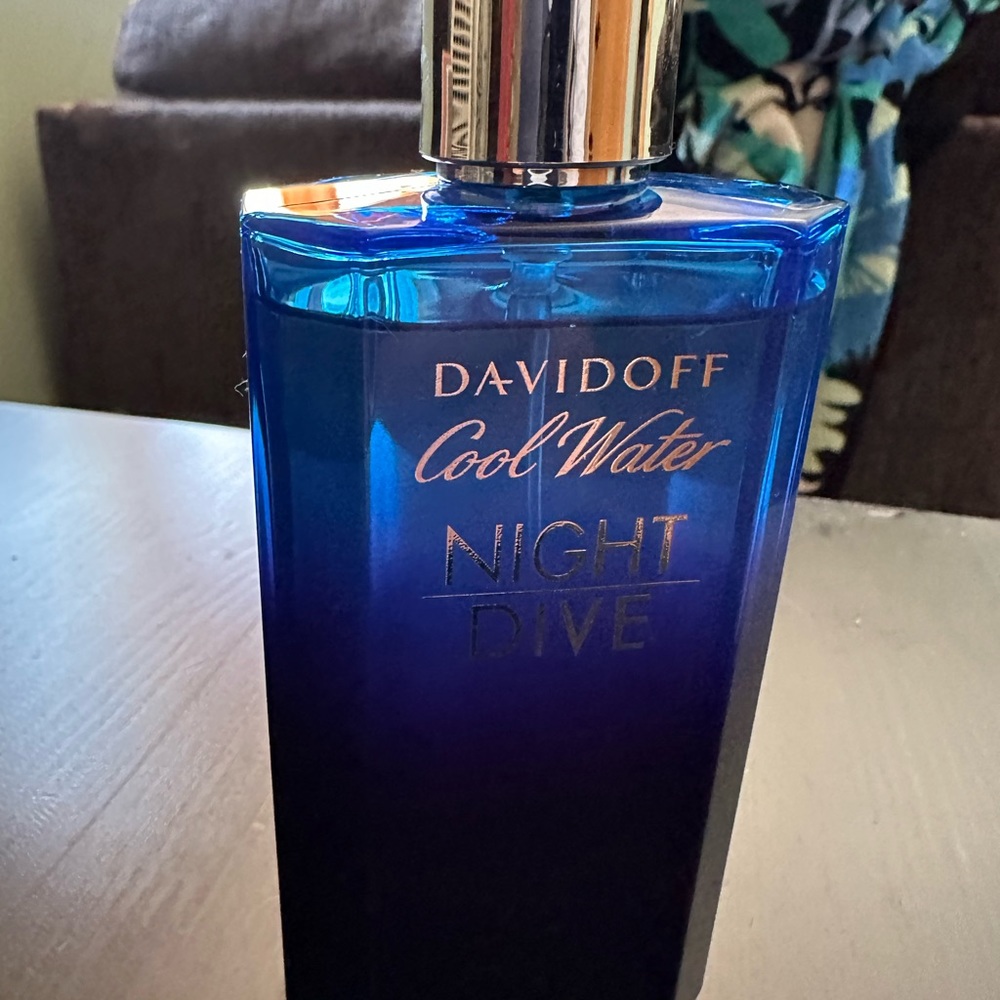 DAVIDOFF
Cool Water
NIGHT
DIVE